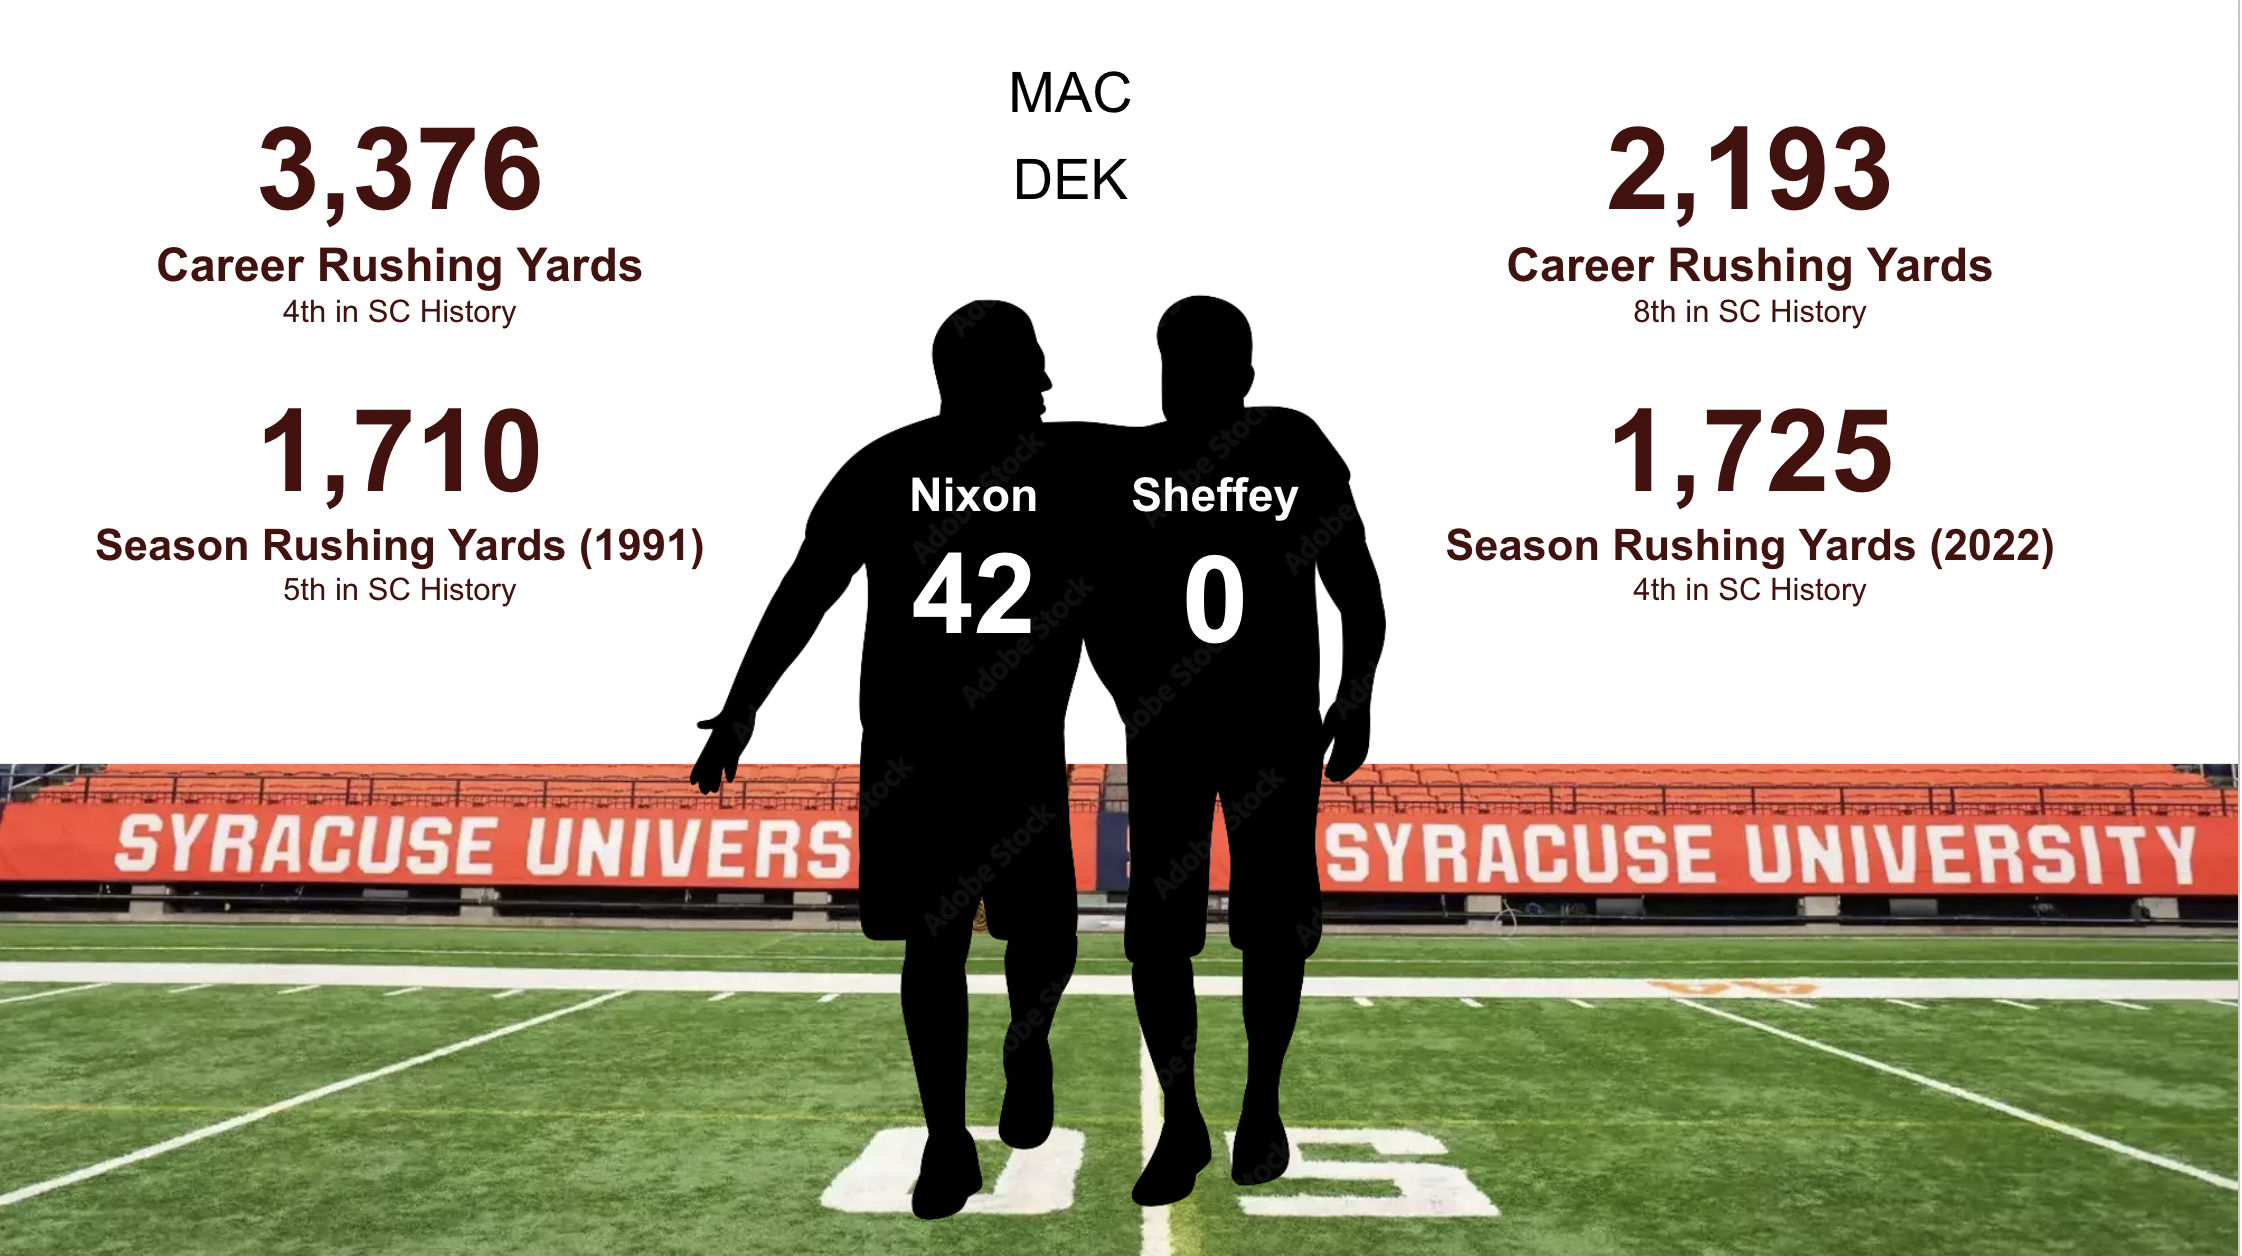 MAC
DEK
3,376
Career Rushing Yards
4th in SC History
1,710
Season Rushing Yards (1991)
5th in SC History
2,193
Career Rushing Yards
8th in SC History
1,725
Season Rushing Yards (2022)
4th in SC History
Nixon
42
Sheffey
0
SYRACUSE UNIVERS
SYRACUSE UNIVERSITY
Adobe Stock